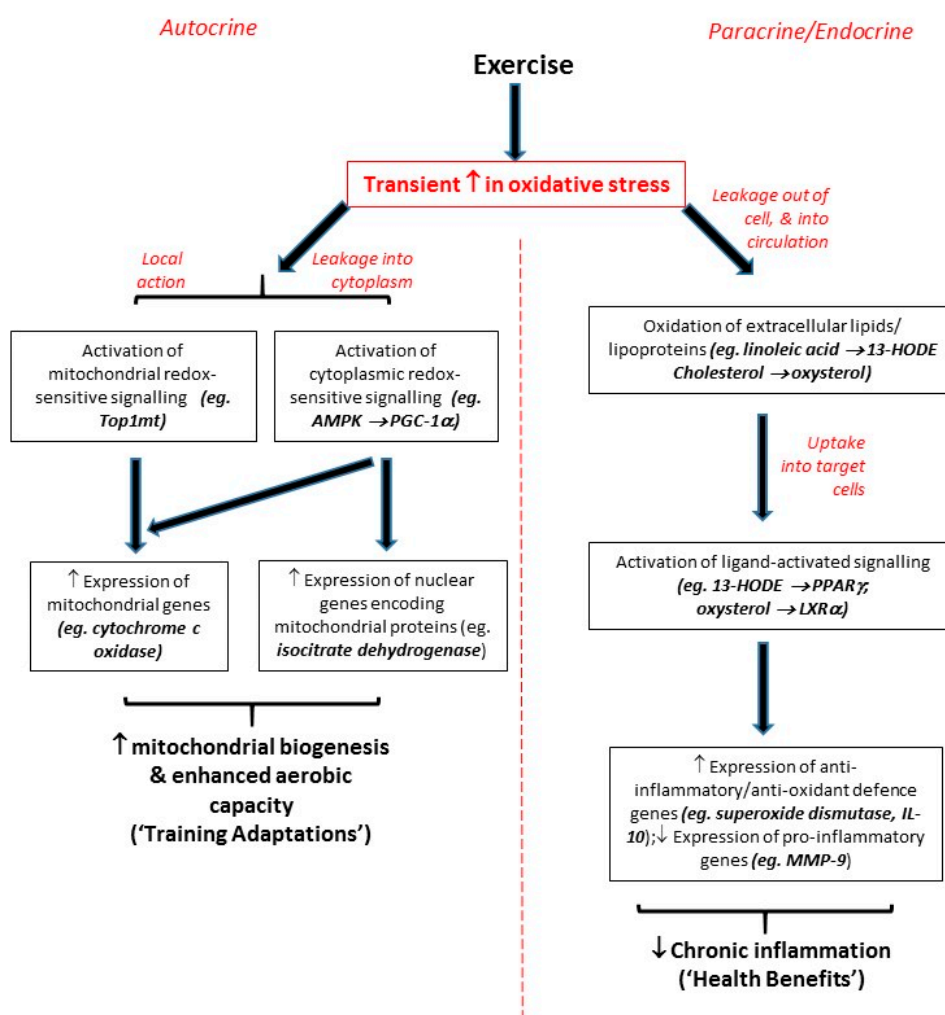 Autocrine
Paracrine/Endocrine
Exercise
Transient ↑ in oxidative stress
Leakage out of
cell, & into
circulation
Local
action
Leakage into
cytoplasm
Activation of
mitochondrial redox-
sensitive signalling (eg.
Top1mt)
Activation of
cytoplasmic redox-
sensitive signalling (eg.
AMPK →PGC-1α)
Oxidation of extracellular lipids/
lipoproteins (eg. linoleic acid →13-HODE
Cholesterol →oxysterol)
Uptake
into target
cells
↑ Expression of
mitochondrial genes
(eg. cytochrome c
oxidase)
↑ Expression of nuclear
genes encoding
mitochondrial proteins (eg.
isocitrate dehydrogenase)
Activation of ligand-activated signalling
(eg. 13-HODE →PPARγ,
oxysterol →LXRα)
↑mitochondrial biogenesis
& enhanced aerobic
capacity
('Training Adaptations')
↑ Expression of anti-
inflammatory/anti-oxidant defence
genes (eg. superoxide dismutase, IL-
10);↓ Expression of pro-inflammatory
genes (eg. MMP-9)
↓Chronic inflammation
('Health Benefits')